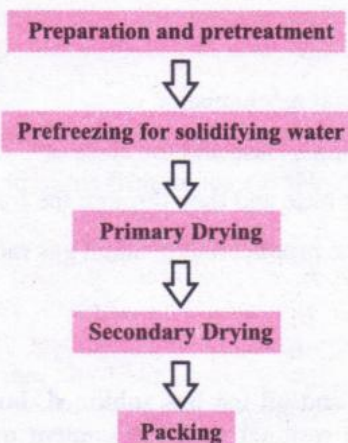 Preparation and pretreatment
Prefreezing for solidifying water
Primary Drying
Secondary Drying
Packing